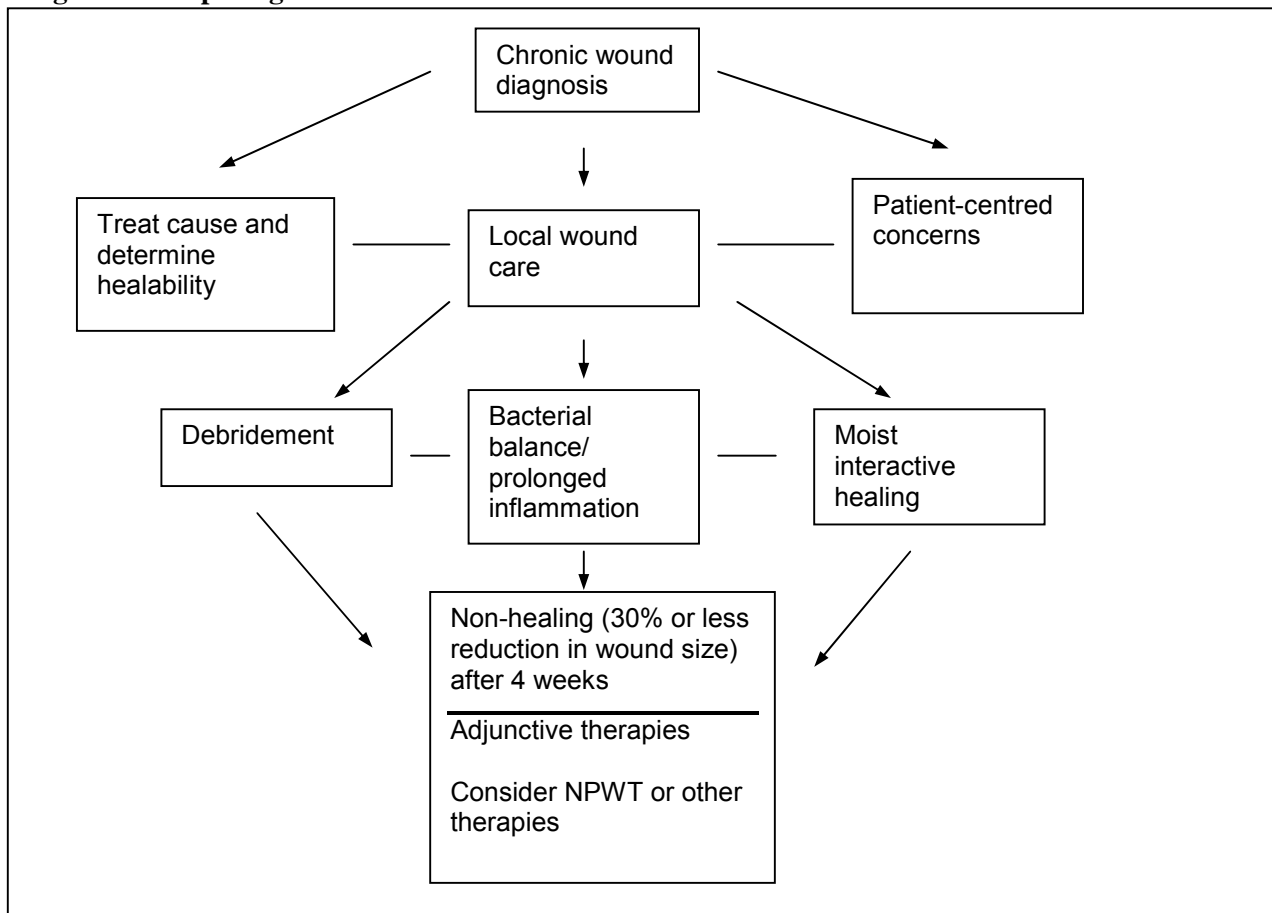 Chronic wound
diagnosis
Treat cause and
determine
healability
Local wound
care
Patient-centred
concerns
Debridement
Bacterial
balance/
prolonged
inflammation
Moist
interactive
healing
Non-healing (30% or less
reduction in wound size)
after 4 weeks
Adjunctive therapies
Consider NPWT or other
therapies